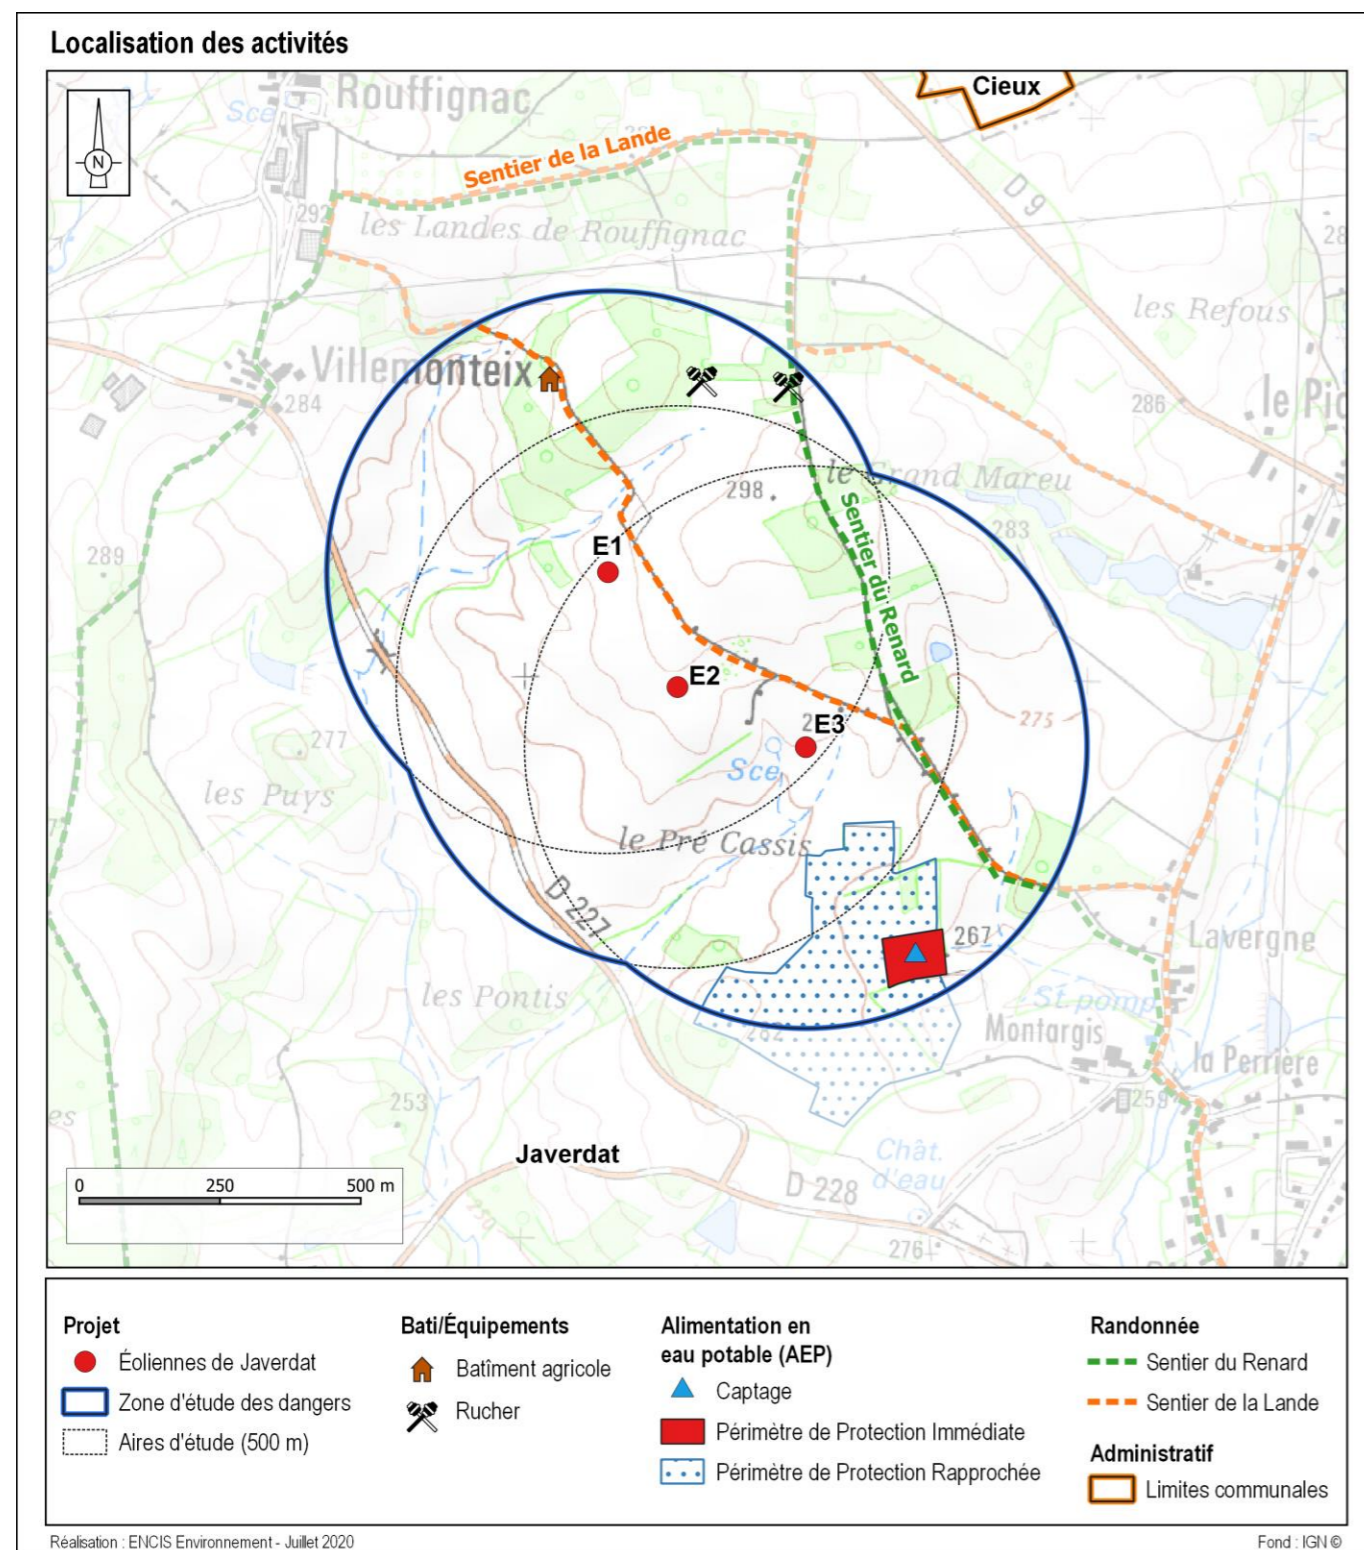 Localisation des activités
Cieux
Rouffignac
Sce
N
Sentier de la Lande
D 9
292
les Landes de Rouffignac
28
les Refous
Villemonteix
284
286
le Pic
le Grand Mareu
298
283
Sentier du Renard
289
E1
E2
275
277
E3
Sce
les Puys
le Pré Cassis
D 227
267
Lavergne
les Pontis
St. pomp
Montargis
282
la Perrière
253
259
es
Javerdat
Chât.
d'eau
D 228
0 250 500 m
260
276
Projet
Éoliennes de Javerdat
Zone d'étude des dangers
Aires d'étude (500 m)
Bati/Équipements
Batîment agricole
Rucher
Alimentation en
eau potable (AEP)
Captage
Périmètre de Protection Immédiate
Périmètre de Protection Rapprochée
Randonnée
Sentier du Renard
Sentier de la Lande
Administratif
Limites communales
Réalisation : ENCIS Environnement - Juillet 2020
Fond : IGN ©